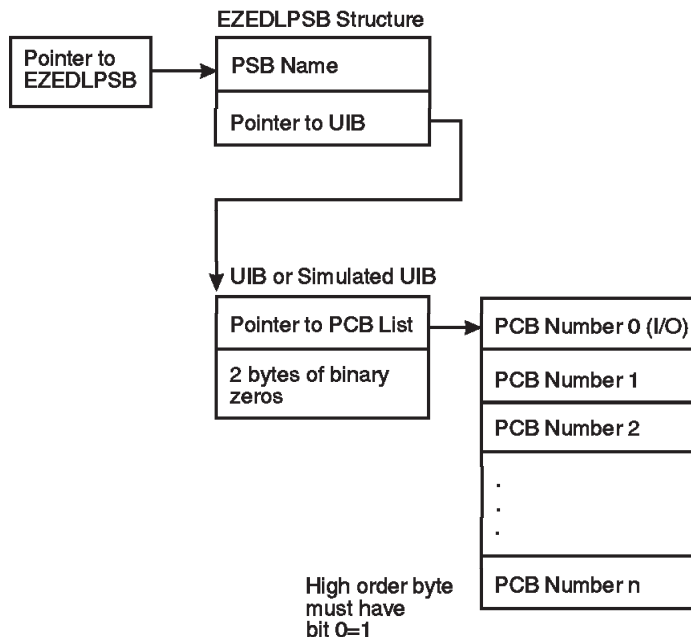 EZEDLPSB Structure
Pointer to
EZEDLPSB
PSB Name
Pointer to UIB
UIB or Simulated UIB
Pointer to PCB List
2 bytes of binary
zeros
PCB Number 0 (I/O)
PCB Number 1
PCB Number 2
.
.
.
PCB Number n
High order byte
must have
bit 0=1